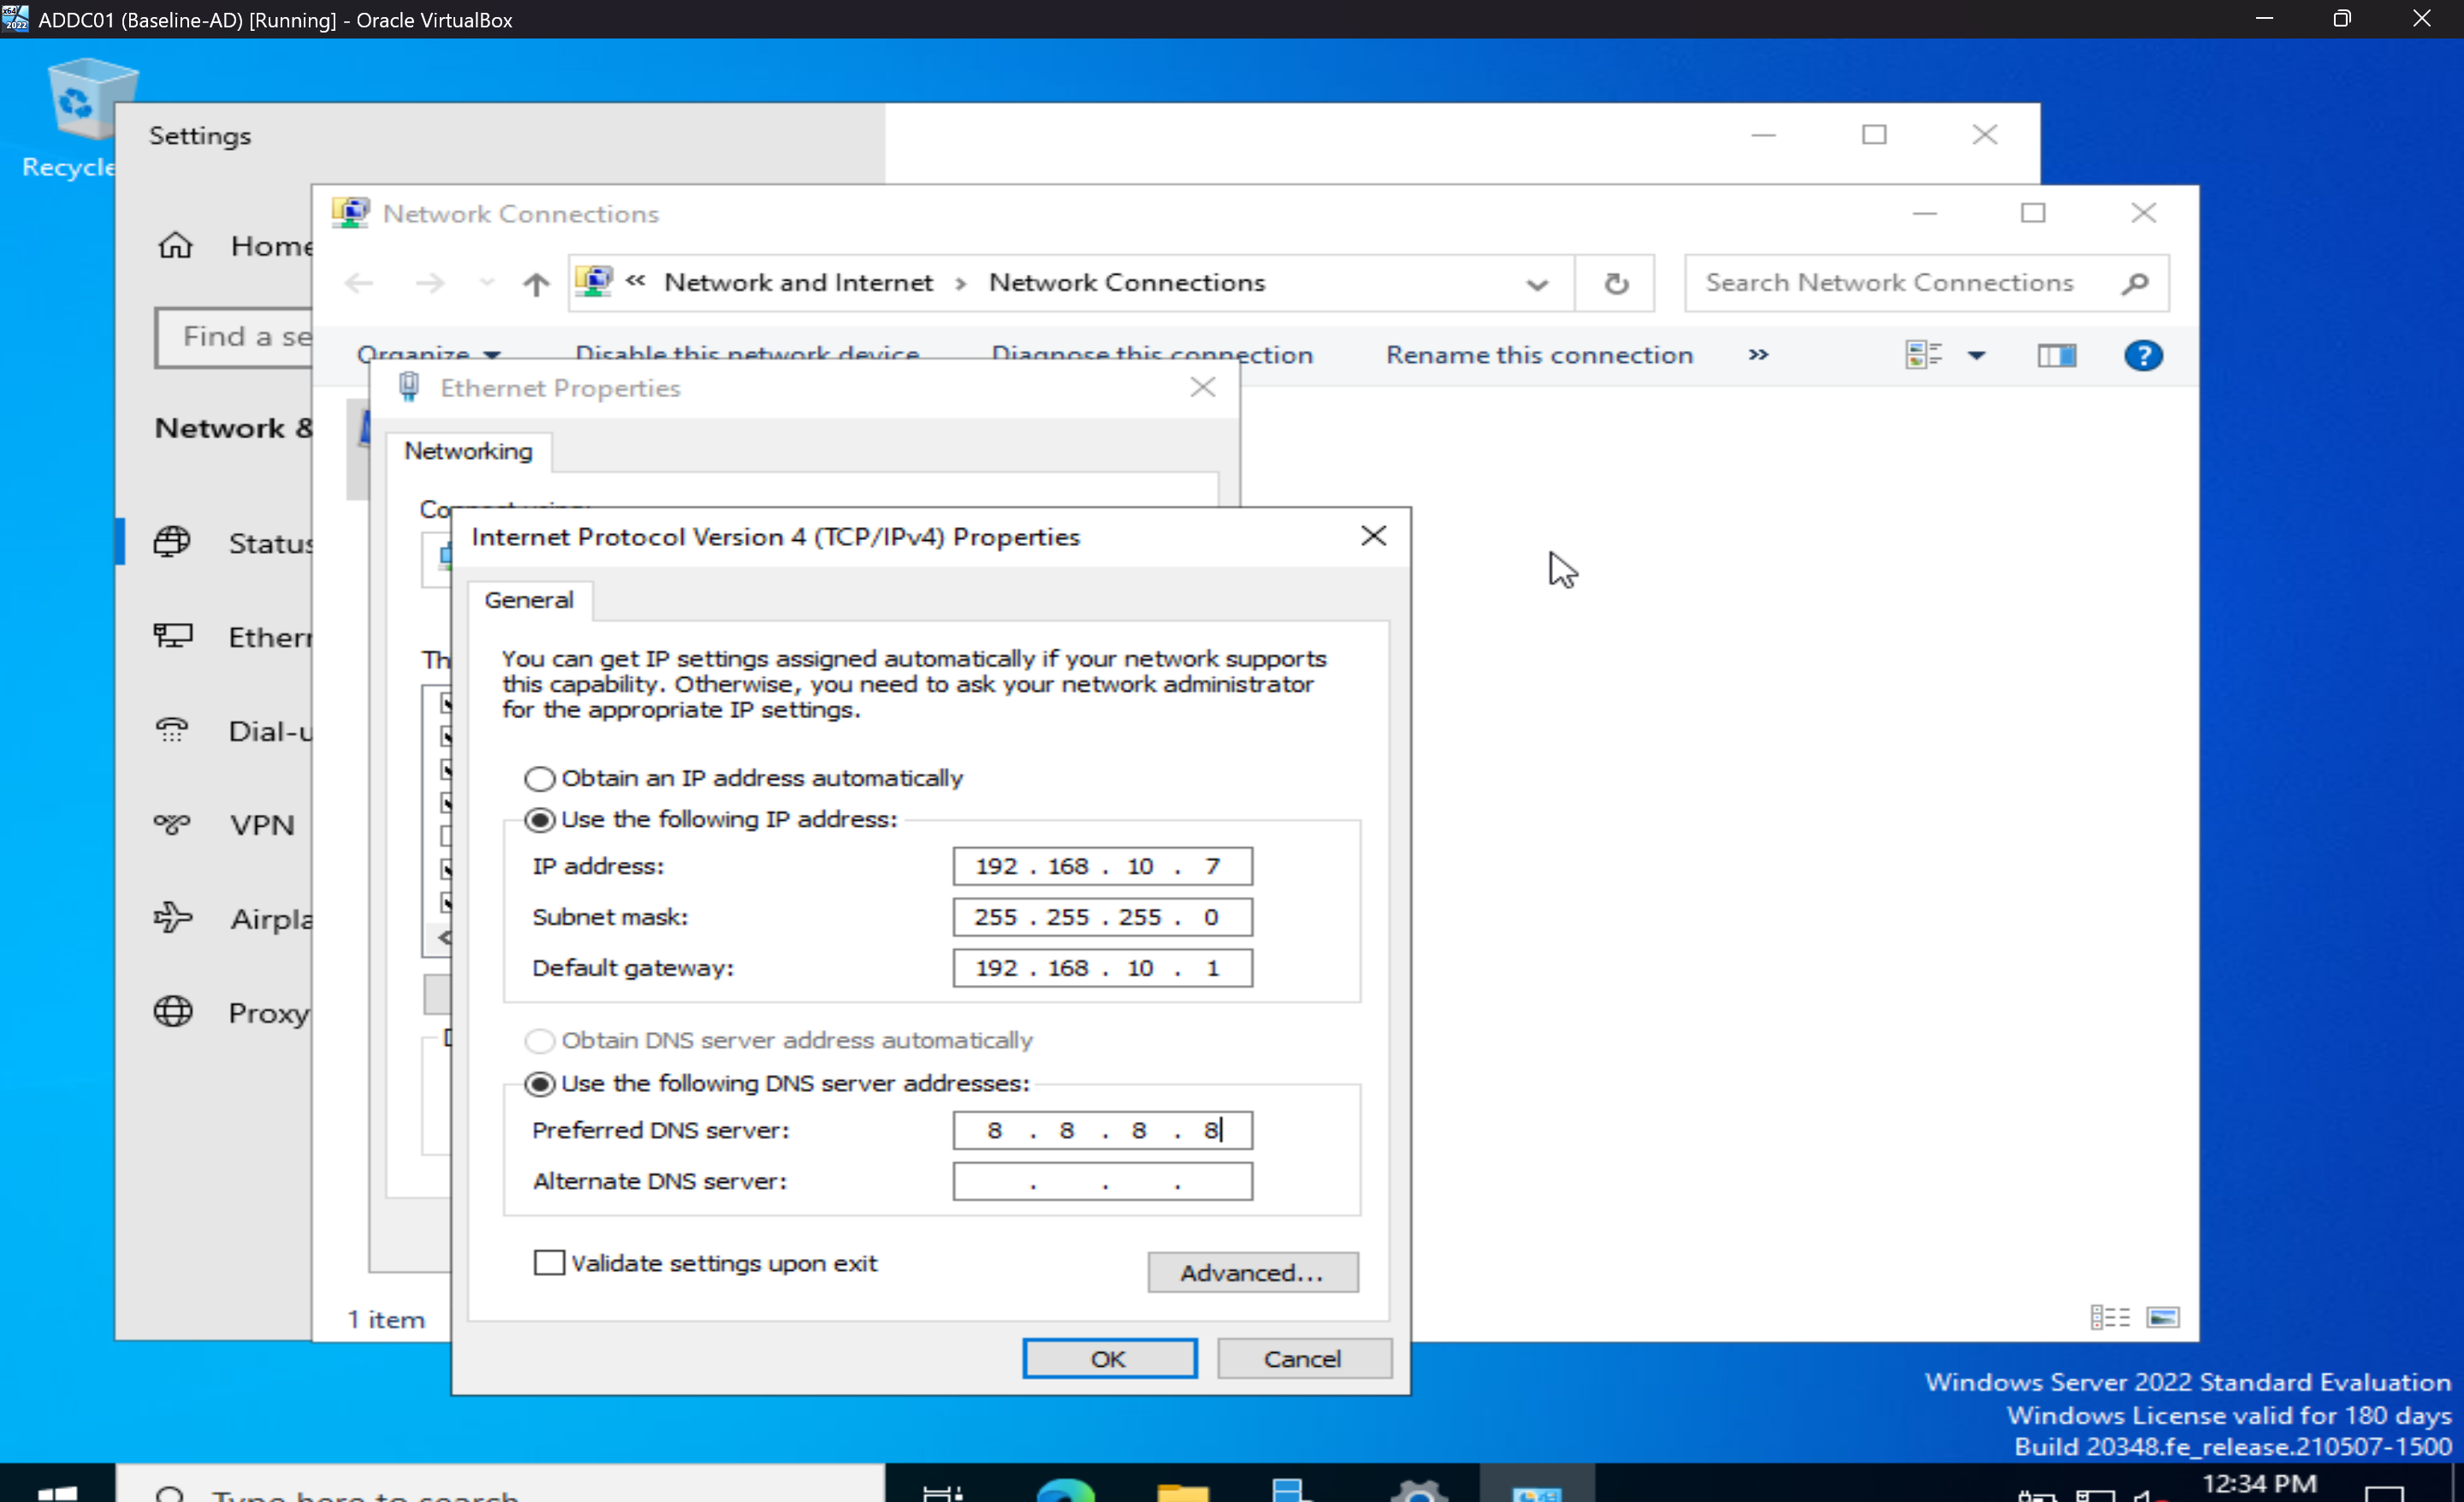 ADDC01 (Baseline-AD) [Running] - Oracle VirtualBox
Recycle
Settings
Home
Find a se
Network &
Status
Ethern
Dial-u
VPN
Airpla
Proxy
Network Connections
« Network and Internet › Network Connections
Search Network Connections
Organize
Disable this network device
Diagnose this connection
Rename this connection
»
Ethernet Properties
Networking
Connect using:
Th
Internet Protocol Version 4 (TCP/IPv4) Properties
General
You can get IP settings assigned automatically if your network supports
this capability. Otherwise, you need to ask your network administrator
for the appropriate IP settings.
Obtain an IP address automatically
Use the following IP address:
IP address: 192 . 168 . 10 . 7
Subnet mask: 255 . 255 . 255 . 0
Default gateway: 192 . 168 . 10 . 1
Obtain DNS server address automatically
Use the following DNS server addresses:
Preferred DNS server: 8 . 8 . 8 . 8
Alternate DNS server: . . .
Validate settings upon exit
Advanced...
OK
Cancel
1 item
Windows Server 2022 Standard Evaluation
Windows License valid for 180 days
Build 20348.fe_release.210507-1500
Type here to search
12:34 PM